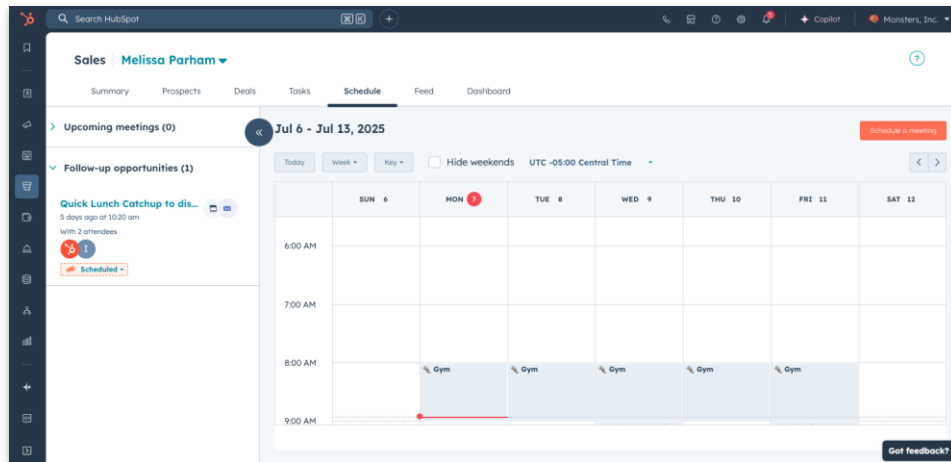 Search HubSpot
⌘ K
+
5
Copilot
Monsters, Inc.
Sales Melissa Parham
?
Summary Prospects Deals Tasks Schedule Feed Dashboard
Upcoming meetings (0)
Follow-up opportunities (1)
Quick Lunch Catchup to dis...
5 days ago at 10:20 am
With 2 attendees
I
Scheduled
Jul 6 - Jul 13, 2025
Schedule a meeting
Today Week Key Hide weekends UTC -05:00 Central Time
SUN 6 MON 7 TUE 8 WED 9 THU 10 FRI 11 SAT 12
6:00 AM
7:00 AM
8:00 AM
Gym Gym Gym Gym Gym
9:00 AM
Got feedback?